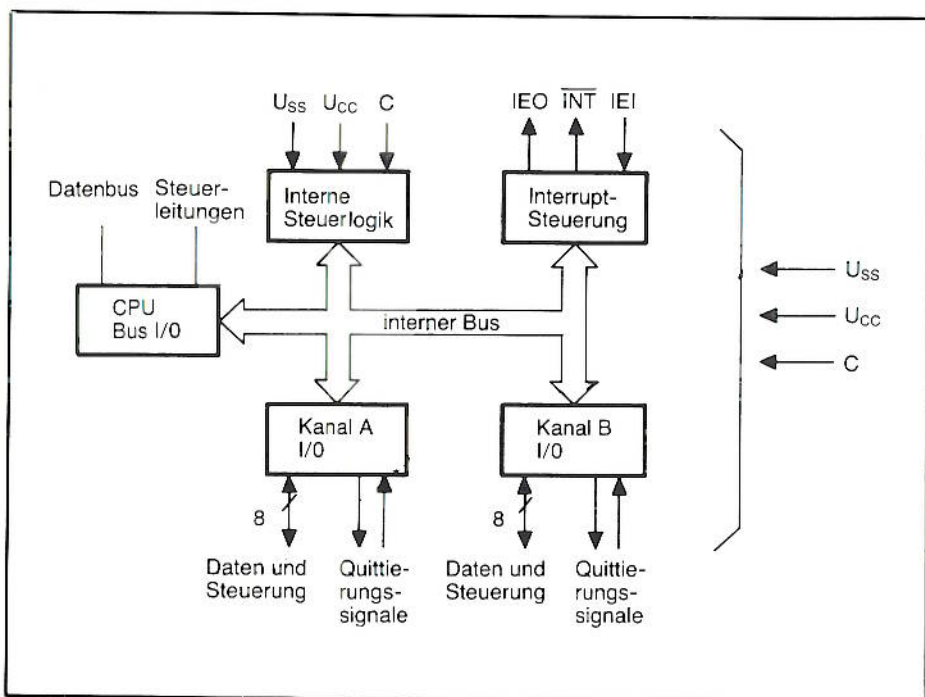 U_SS U_CC C
IEO INT IEI
Datenbus
Steuer-
leitungen
Interne
Steuerlogik
Interrupt-
Steuerung
CPU
Bus I/0
interner Bus
U_SS
U_CC
C
Kanal A
I/0
Kanal B
I/0
8
8
Daten und
Steuerung
Quittie-
rungs-
signale
Daten und
Steuerung
Quittie-
rungs-
signale